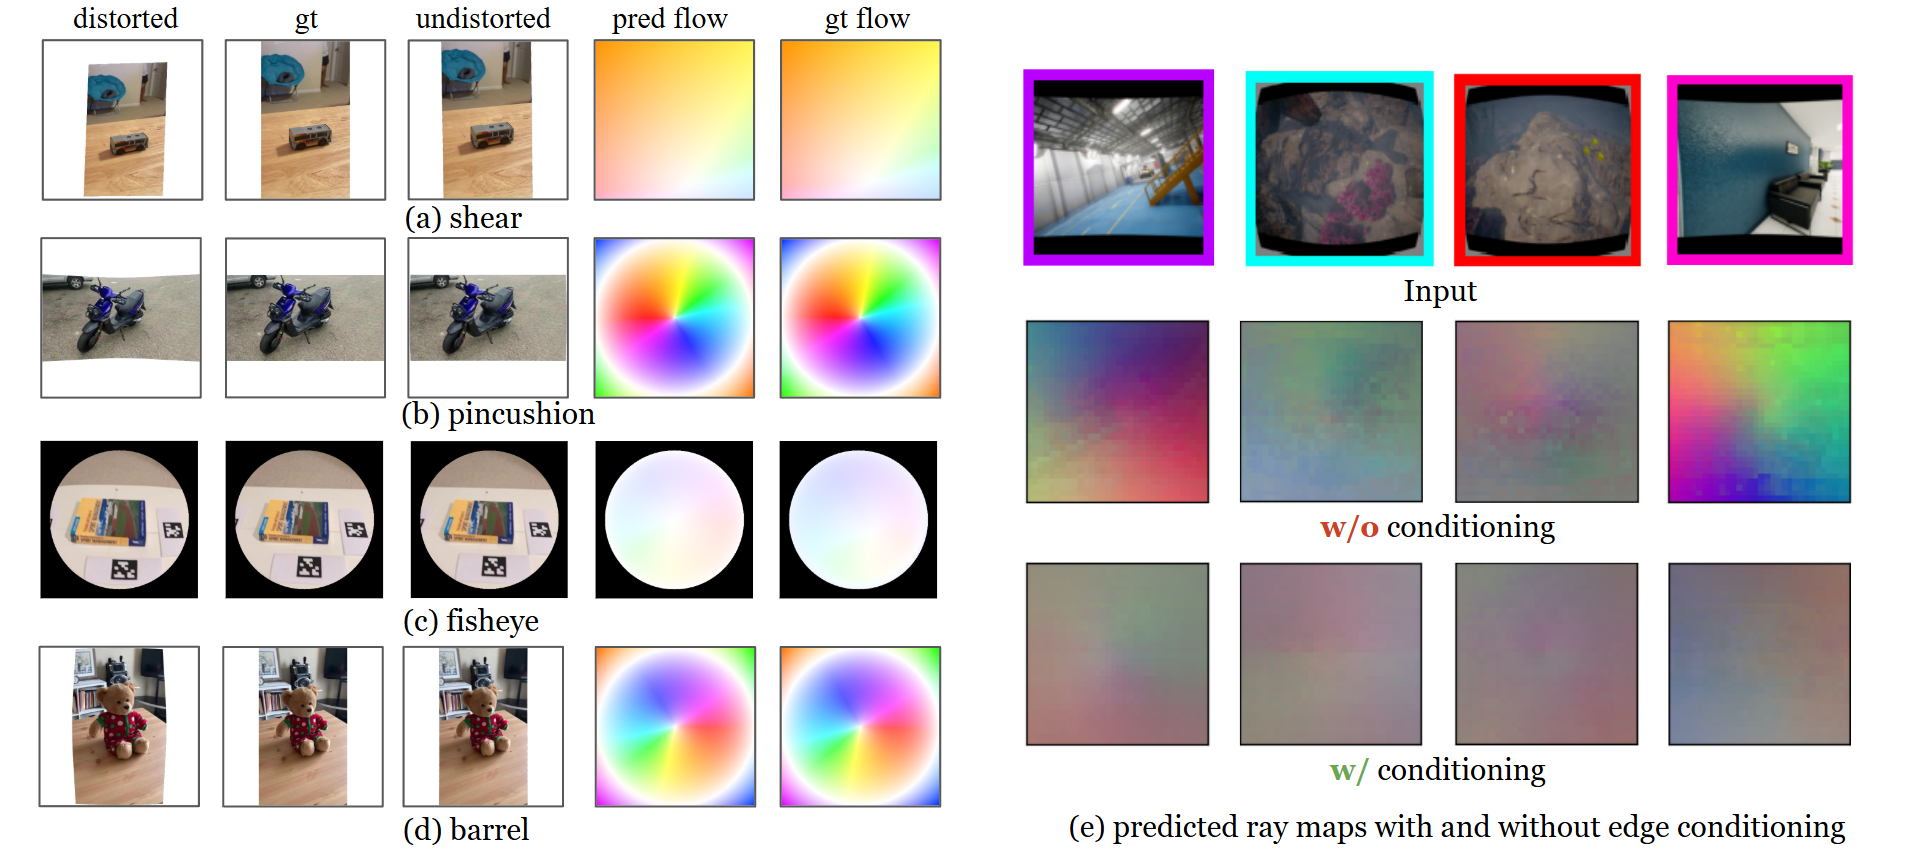 distorted gt undistorted pred flow gt flow
(a) shear
(b) pincushion
(c) fisheye
(d) barrel
Input
w/o conditioning
w/ conditioning
(e) predicted ray maps with and without edge conditioning